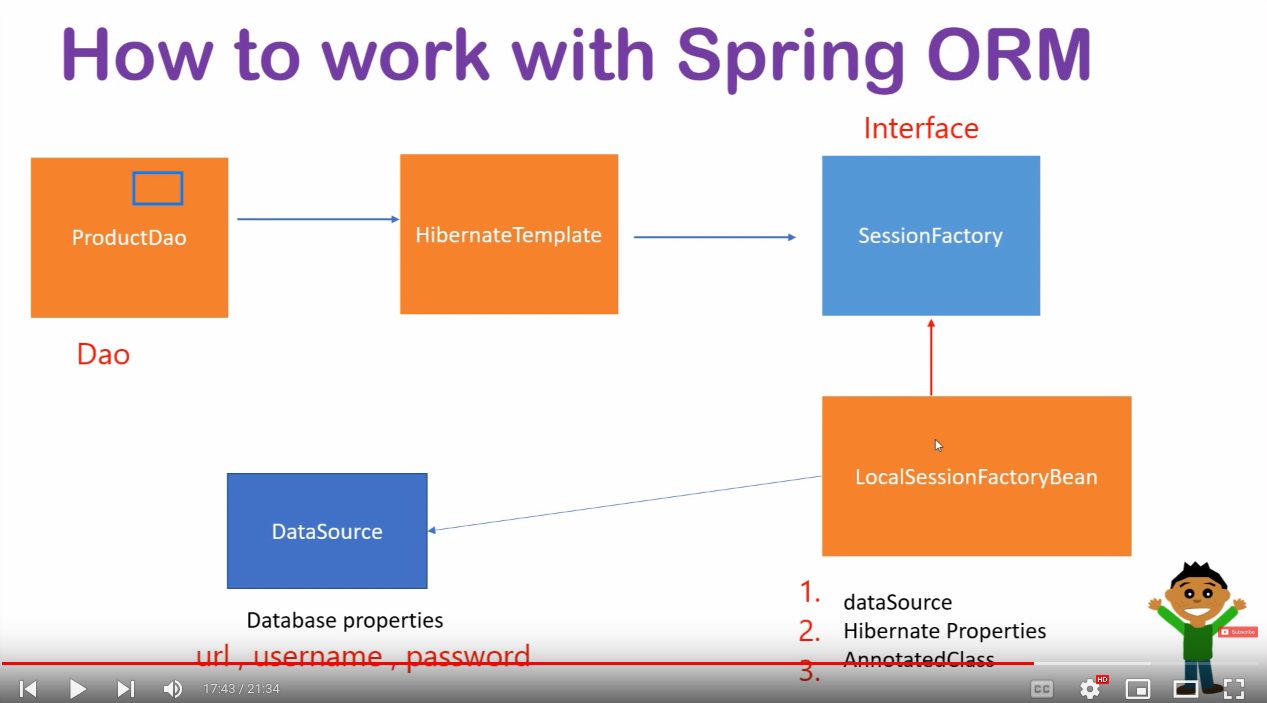 How to work with Spring ORM
Interface
ProductDao
HibernateTemplate
SessionFactory
Dao
LocalSessionFactoryBean
DataSource
Database properties
url , username , password
1. dataSource
2. Hibernate Properties
3. AnnotatedClass
Subscribe
17:43 / 21:34
CC
HD